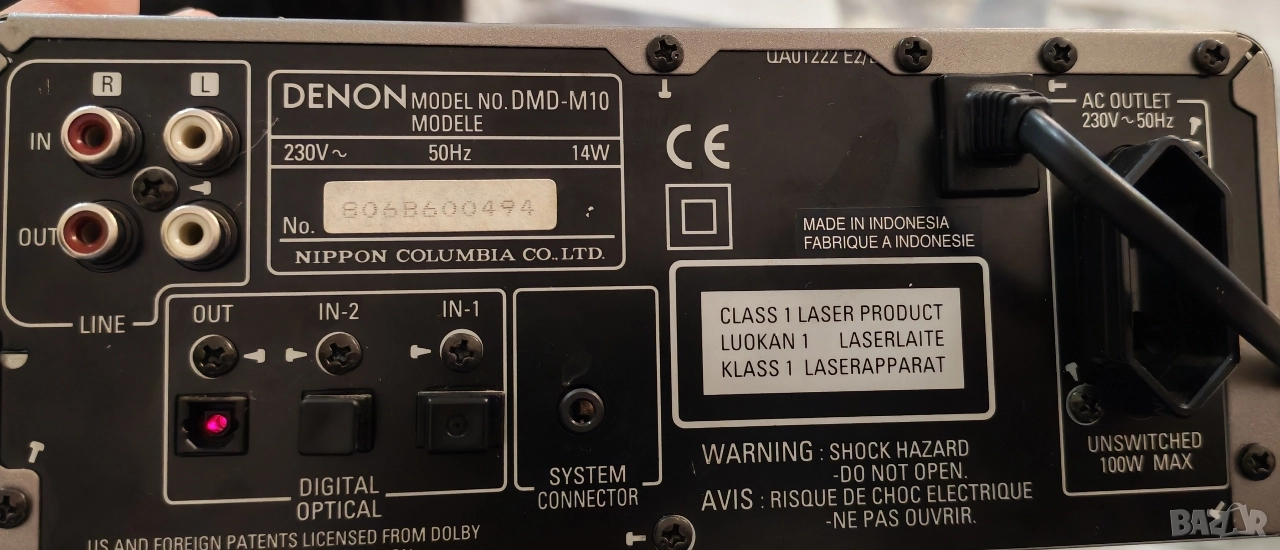 R L
IN
OUT
LINE
DENON MODEL NO. DMD-M10
MODELE
230V~ 50Hz 14W
No. 806B600494
NIPPON COLUMBIA CO., LTD.
QA01222 E2/
AC OUTLET
230V~50Hz
MADE IN INDONESIA
FABRIQUE A INDONESIE
CLASS 1 LASER PRODUCT
LUOKAN 1 LASERLAITE
KLASS 1 LASERAPPARAT
OUT IN-2 IN-1
DIGITAL
OPTICAL
SYSTEM
CONNECTOR
WARNING : SHOCK HAZARD
-DO NOT OPEN.
AVIS : RISQUE DE CHOC ELECTRIQUE
-NE PAS OUVRIR.
UNSWITCHED
100W MAX
US AND FOREIGN PATENTS LICENSED FROM DOLBY
BAZAR